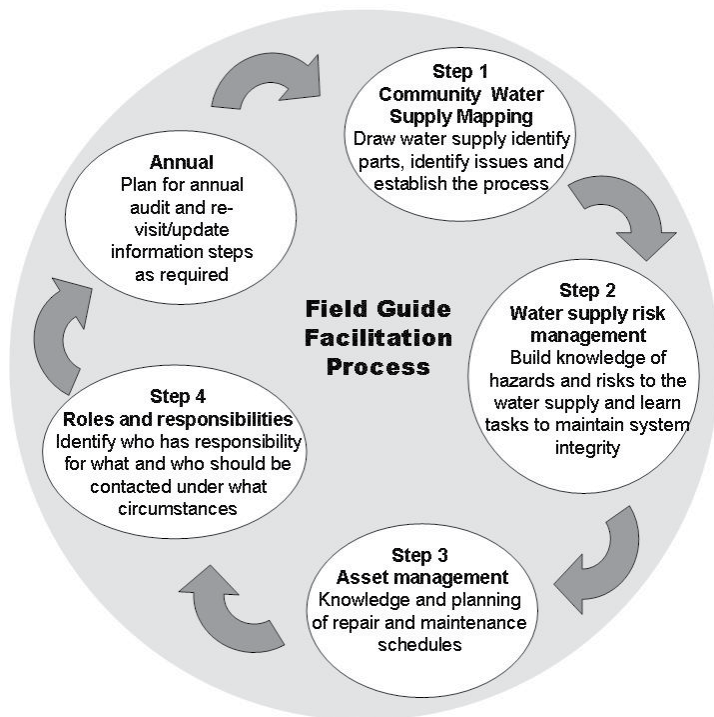 Step 1
Community Water
Supply Mapping
Draw water supply identify
parts, identify issues and
establish the process
Step 2
Water supply risk
management
Build knowledge of
hazards and risks to the
water supply and learn
tasks to maintain system
integrity
Step 3
Asset management
Knowledge and planning
of repair and maintenance
schedules
Step 4
Roles and responsibilities
Identify who has responsibility
for what and who should be
contacted under what
circumstances
Annual
Plan for annual
audit and re-
visit/update
information steps
as required
Field Guide
Facilitation
Process